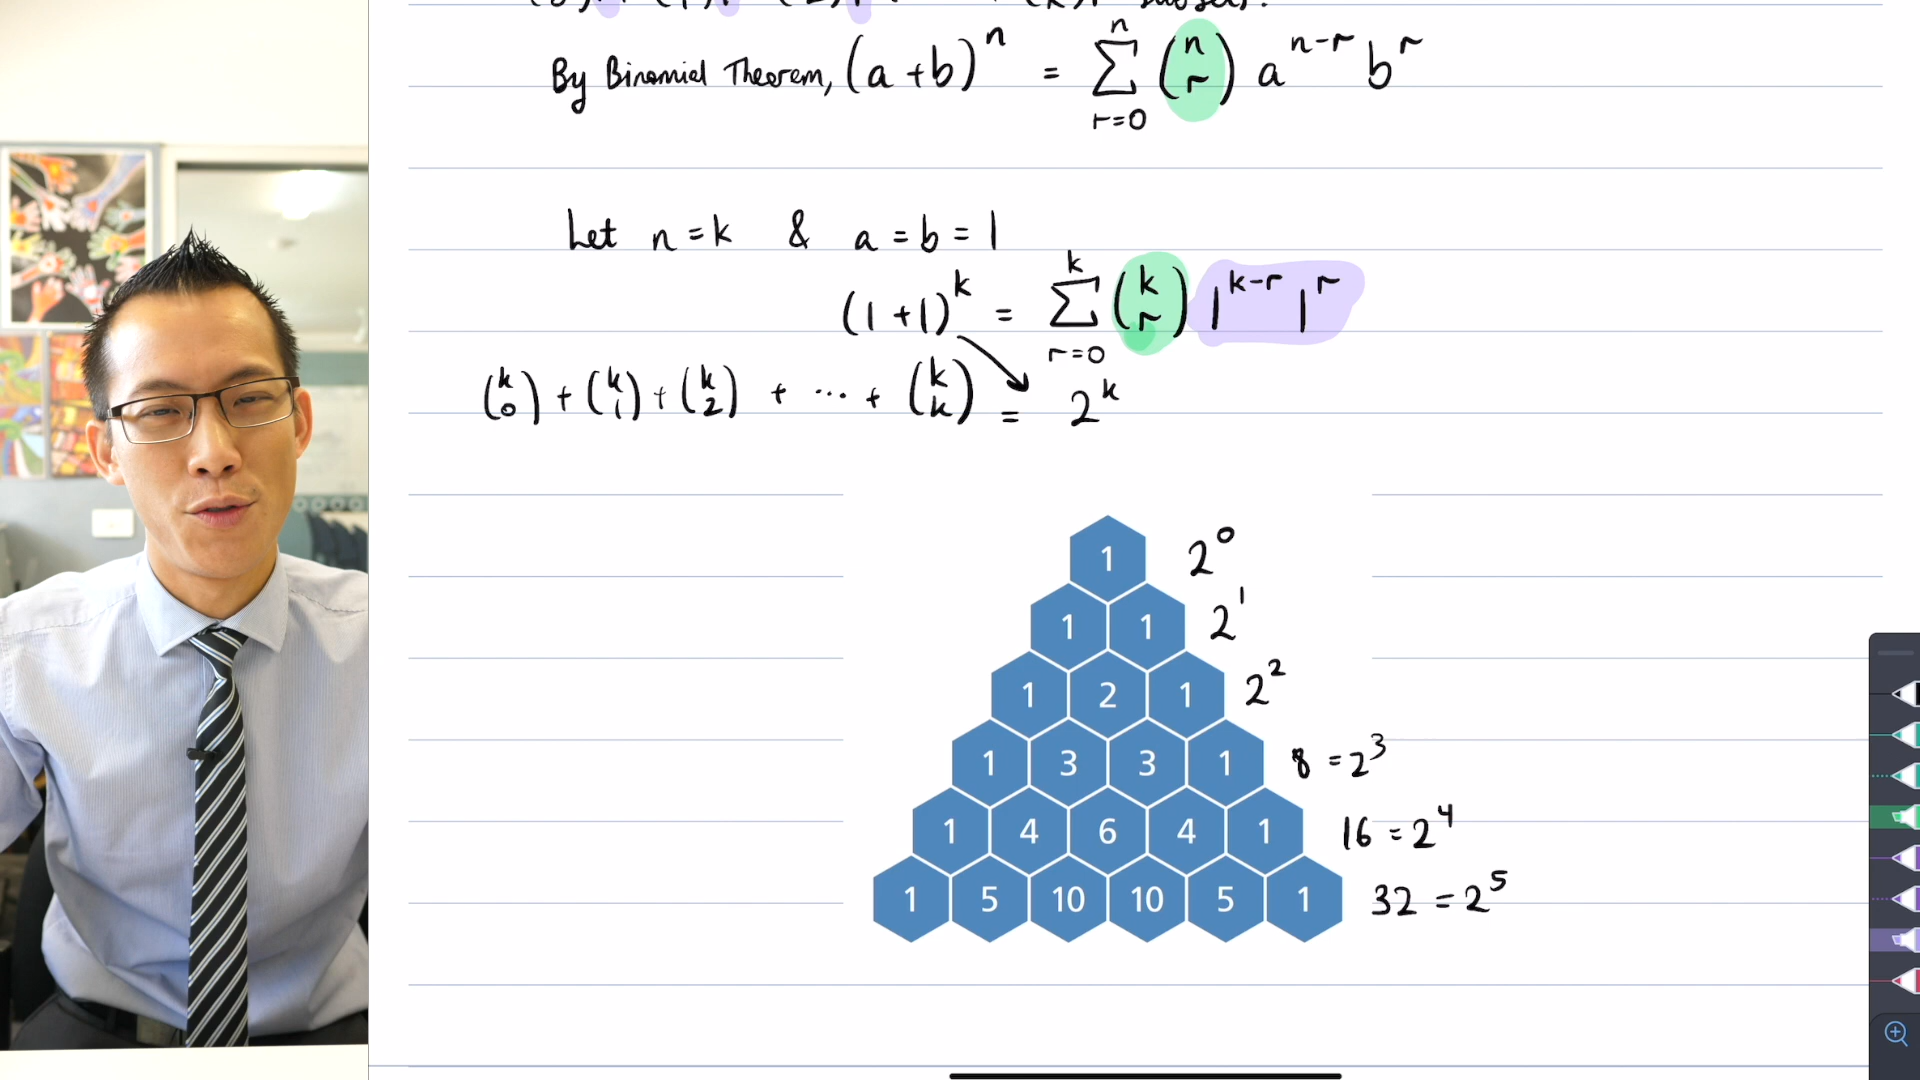 By Binomial Theorem, (a+b)^n = ∑_{r=0}^{n} (n r) a^{n-r} b^r
Let n = k & a = b = 1
(1+1)^k = ∑_{r=0}^{k} (k r) 1^{k-r} 1^r
(k 0) + (k 1) + (k 2) + ... + (k k) = 2^k
1 2^0
1 1 2^1
1 2 1 2^2
1 3 3 1 8 = 2^3
1 4 6 4 1 16 = 2^4
1 5 10 10 5 1 32 = 2^5